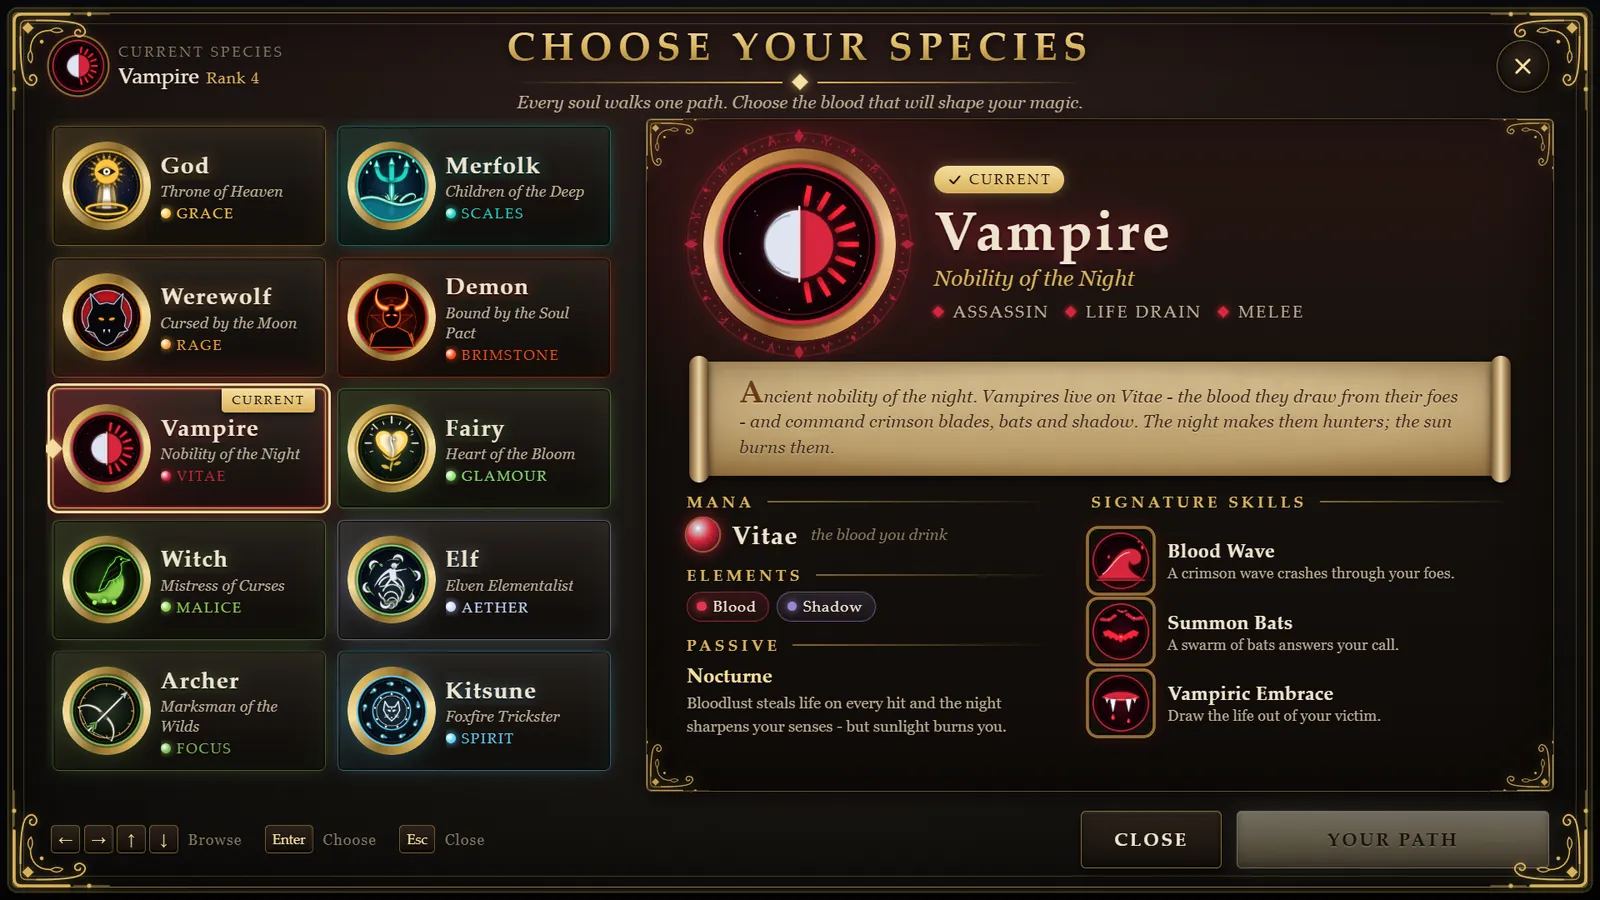 CURRENT SPECIES
Vampire Rank 4
CHOOSE YOUR SPECIES
Every soul walks one path. Choose the blood that will shape your magic.
God
Throne of Heaven
GRACE
Merfolk
Children of the Deep
SCALES
Werewolf
Cursed by the Moon
RAGE
Demon
Bound by the Soul
Pact
BRIMSTONE
CURRENT
Vampire
Nobility of the Night
VITAE
Fairy
Heart of the Bloom
GLAMOUR
Witch
Mistress of Curses
MALICE
Elf
Elven Elementalist
AETHER
Archer
Marksman of the
Wilds
FOCUS
Kitsune
Foxfire Trickster
SPIRIT
CURRENT
Vampire
Nobility of the Night
ASSASSIN LIFE DRAIN MELEE
Ancient nobility of the night. Vampires live on Vitae - the blood they draw from their foes
- and command crimson blades, bats and shadow. The night makes them hunters; the sun
burns them.
MANA
Vitae the blood you drink
ELEMENTS
Blood Shadow
PASSIVE
Nocturne
Bloodlust steals life on every hit and the night
sharpens your senses - but sunlight burns you.
SIGNATURE SKILLS
Blood Wave
A crimson wave crashes through your foes.
Summon Bats
A swarm of bats answers your call.
Vampiric Embrace
Draw the life out of your victim.
← → ↑ ↓ Browse Enter Choose Esc Close
CLOSE
YOUR PATH